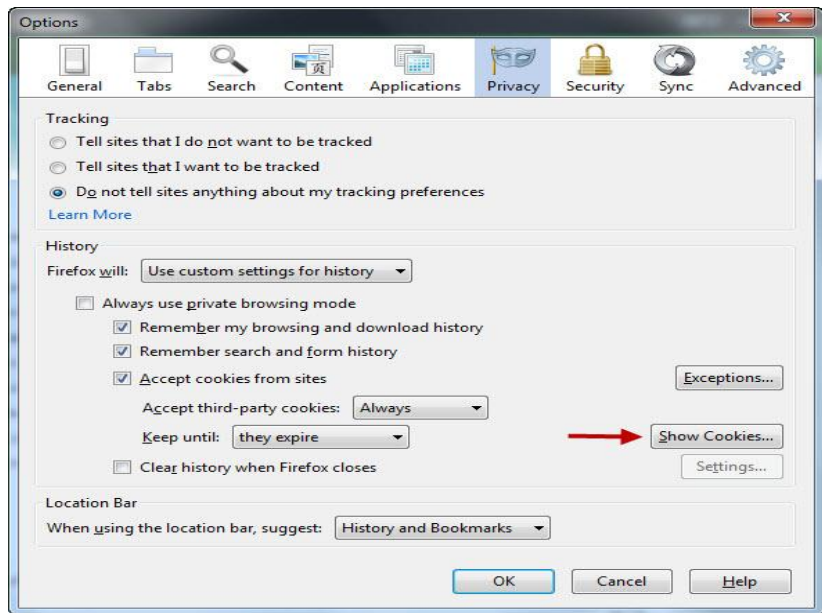 Options
General Tabs Search Content Applications Privacy Security Sync Advanced
Tracking
Tell sites that I do not want to be tracked
Tell sites that I want to be tracked
Do not tell sites anything about my tracking preferences
Learn More
History
Firefox will: Use custom settings for history
Always use private browsing mode
Remember my browsing and download history
Remember search and form history
Accept cookies from sites Exceptions...
Accept third-party cookies: Always
Keep until: they expire Show Cookies...
Clear history when Firefox closes Settings...
Location Bar
When using the location bar, suggest: History and Bookmarks
OK Cancel Help